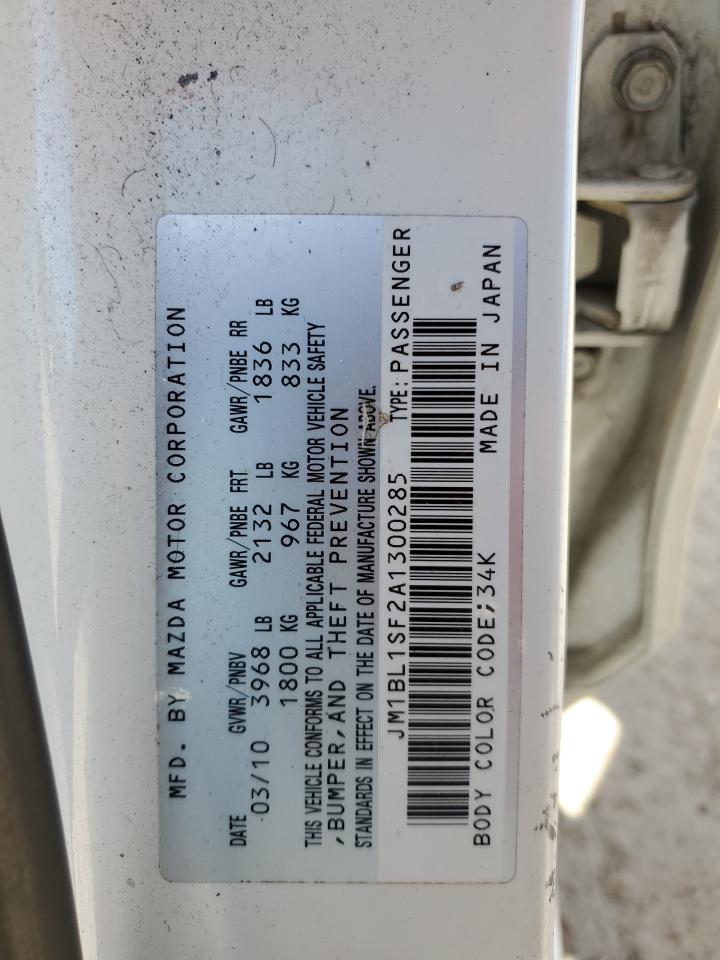 MFD. BY MAZDA MOTOR CORPORATION
DATE GVWR/PNBV GAWR/PNBE FRT GAWR/PNBE RR
03/10 3968 LB 2132 LB 1836 LB
1800 KG 967 KG 833 KG
THIS VEHICLE CONFORMS TO ALL APPLICABLE FEDERAL MOTOR VEHICLE SAFETY
,BUMPER,AND THEFT PREVENTION
STANDARDS IN EFFECT ON THE DATE OF MANUFACTURE SHOWN ABOVE.
JM1BL1SF2A1300285 TYPE:PASSENGER
BODY COLOR CODE;34K MADE IN JAPAN